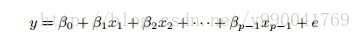 y = β₀ + β₁x₁ + β₂x₂ + ⋯ + βₚ₋₁xₚ₋₁ + e